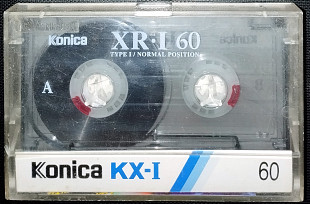 Konica XR-I 60
TYPE I / NORMAL POSITION
A
Konica KX-I 60